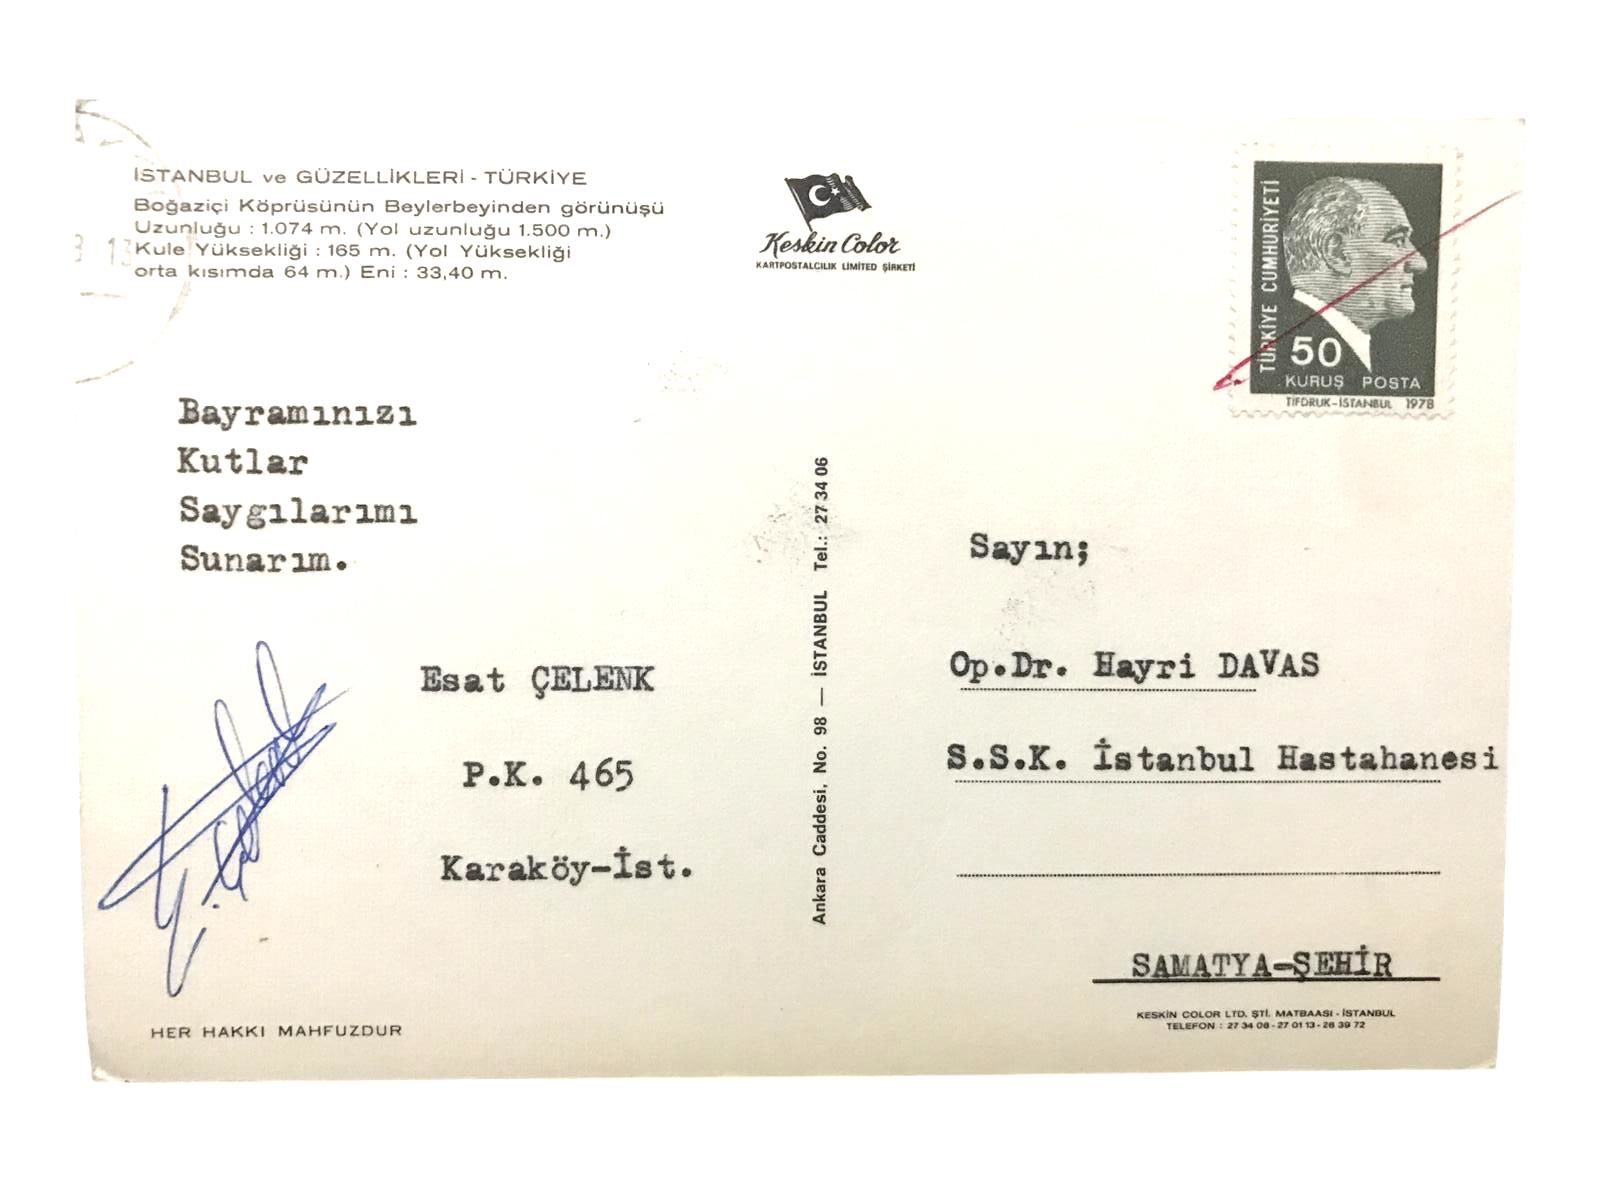 İSTANBUL ve GÜZELLİKLERİ - TÜRKİYE
Boğaziçi Köprüsünün Beylerbeyinden görünüşü
Uzunluğu : 1.074 m. (Yol uzunluğu 1.500 m.)
Kule Yüksekliği : 165 m. (Yol Yüksekliği
orta kısımda 64 m.) Eni : 33,40 m.
Bayramınızı
Kutlar
Saygılarımı
Sunarım.
Esat ÇELENK
P.K. 465
Karaköy-İst.
HER HAKKI MAHFUZDUR
Keskin Color
KARTPOSTALCILIK LIMITED ŞİRKETİ
Ankara Caddesi, No. 98 — İSTANBUL Tel.: 27 34 06
TÜRKİYE CUMHURİYETİ
50
KURUŞ POSTA
TİFDRUK-İSTANBUL 1978
Sayın;
Op.Dr. Hayri DAVAS
S.S.K. İstanbul Hastahanesi
SAMATYA-ŞEHİR
KESKİN COLOR LTD. ŞTİ. MATBAASI - İSTANBUL
TELEFON : 27 34 06 - 27 01 13 - 26 39 72